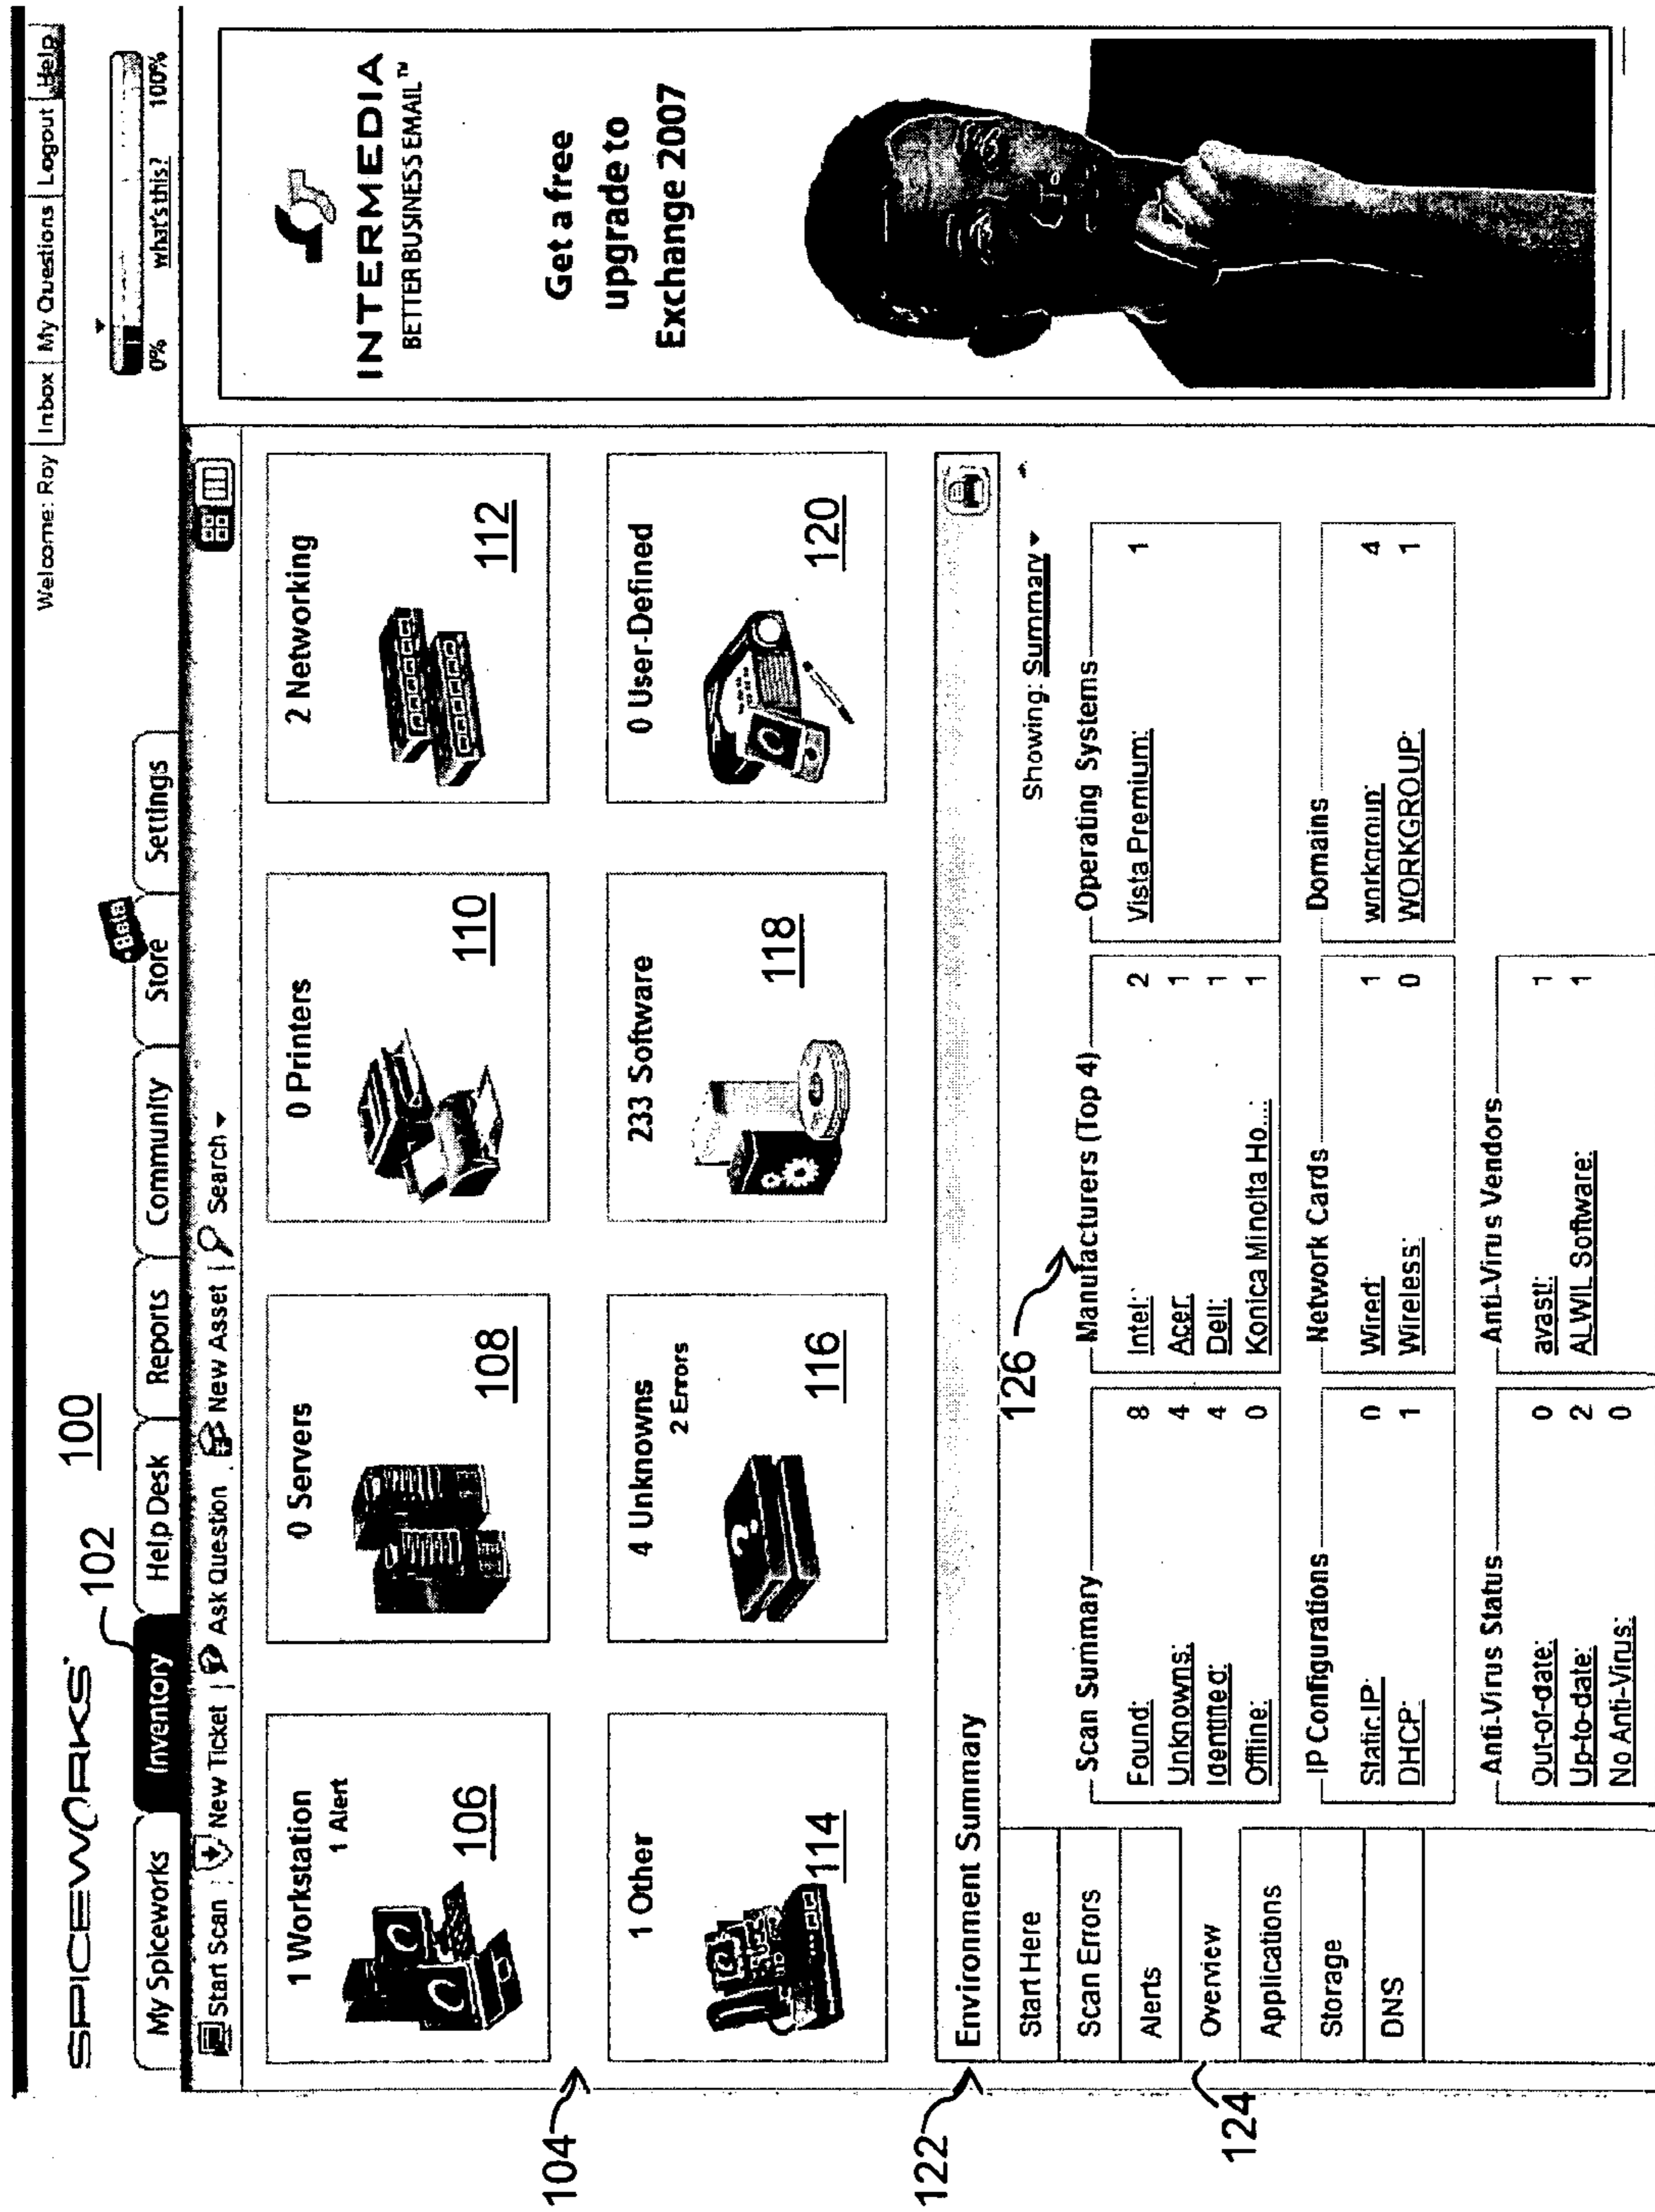 Welcome: Roy | Inbox | My Questions | Logout | Help
SPICEWORKS
100
102
0% what's this? 100%
My Spiceworks
Inventory
Help Desk
Reports
Community
Store
Beta
Settings
Start Scan | New Ticket | Ask Question | New Asset | Search
104
1 Workstation
1 Alert
106
0 Servers
108
0 Printers
110
2 Networking
112
1 Other
114
4 Unknowns
2 Errors
116
233 Software
118
0 User-Defined
120
INTERMEDIA
BETTER BUSINESS EMAIL™
Get a free
upgrade to
Exchange 2007
122
Environment Summary
124
Start Here
Scan Errors
Alerts
Overview
Applications
Storage
DNS
Showing: Summary
126
Scan Summary
Found: 8
Unknowns: 4
Identified: 4
Offline: 0
Manufacturers (Top 4)
Intel: 2
Acer: 1
Dell: 1
Konica Minolta Ho...: 1
Operating Systems
Vista Premium: 1
IP Configurations
Static IP: 0
DHCP: 1
Network Cards
Wired: 1
Wireless: 0
Domains
workgroup: 4
WORKGROUP: 1
Anti-Virus Status
Out-of-date: 0
Up-to-date: 2
No Anti-Virus: 0
Anti-Virus Vendors
avast!: 1
ALWIL Software: 1